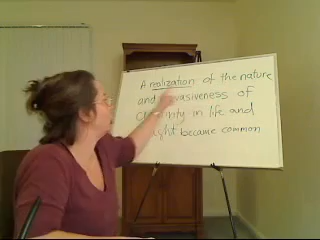 A realization of the nature
and of
in life and
became common